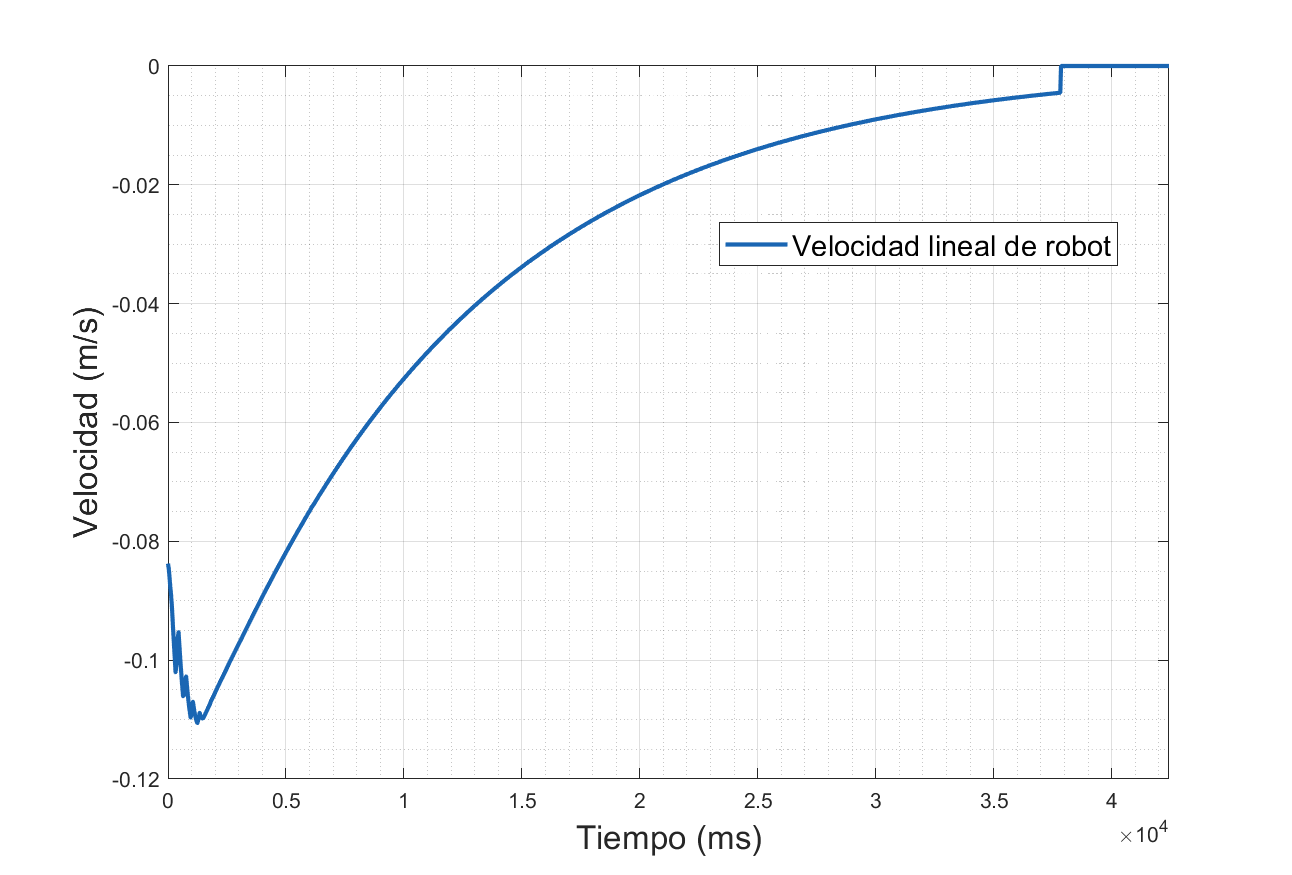 0
-0.02
-0.04
-0.06
-0.08
-0.1
-0.12
Velocidad (m/s)
Velocidad lineal de robot
0 0.5 1 1.5 2 2.5 3 3.5 4
×10^4
Tiempo (ms)